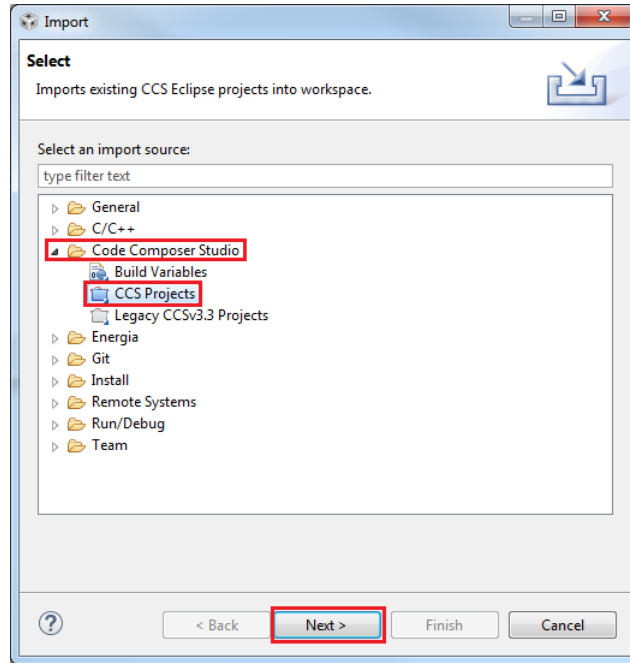 Import
Select
Imports existing CCS Eclipse projects into workspace.
Select an import source:
type filter text
General
C/C++
Code Composer Studio
Build Variables
CCS Projects
Legacy CCSv3.3 Projects
Energia
Git
Install
Remote Systems
Run/Debug
Team
? < Back Next > Finish Cancel